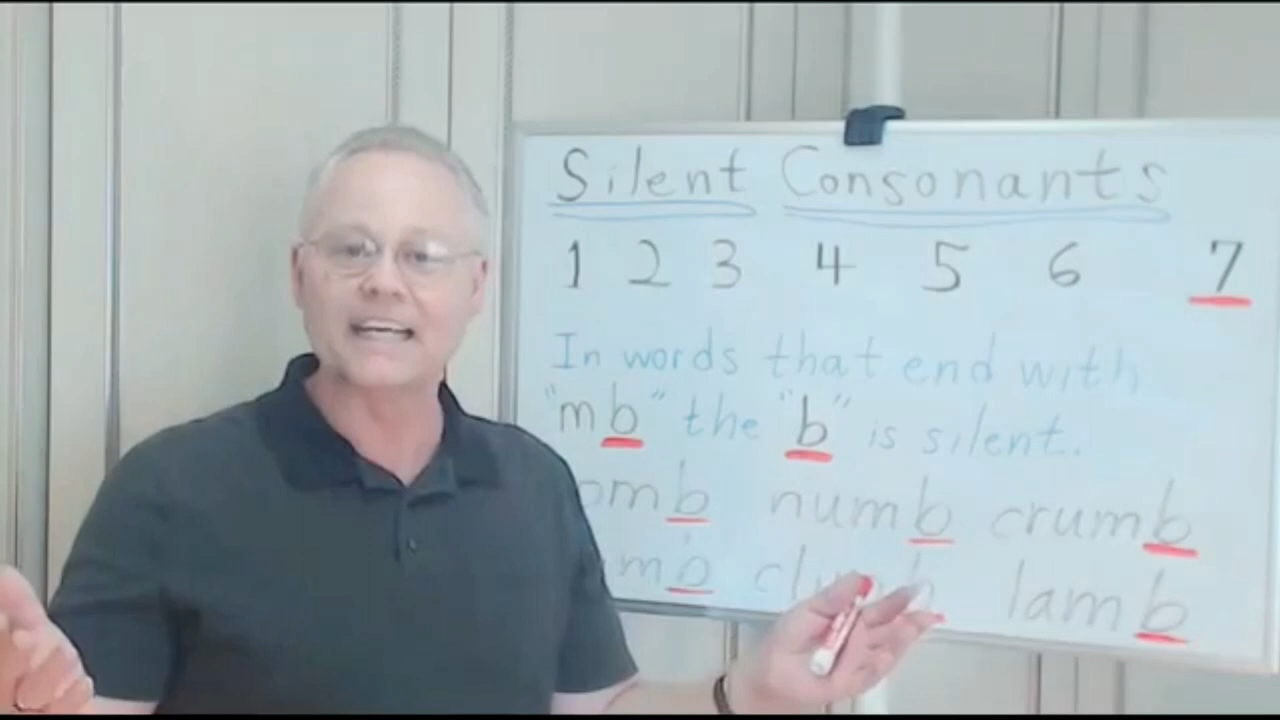 Silent Consonants
1 2 3 4 5 6 7
In words that end with
"mb" the "b" is silent.
numb crumb
lamb